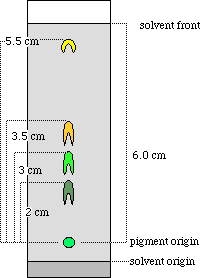 solvent front
5.5 cm
3.5 cm
6.0 cm
3 cm
2 cm
pigment origin
solvent origin